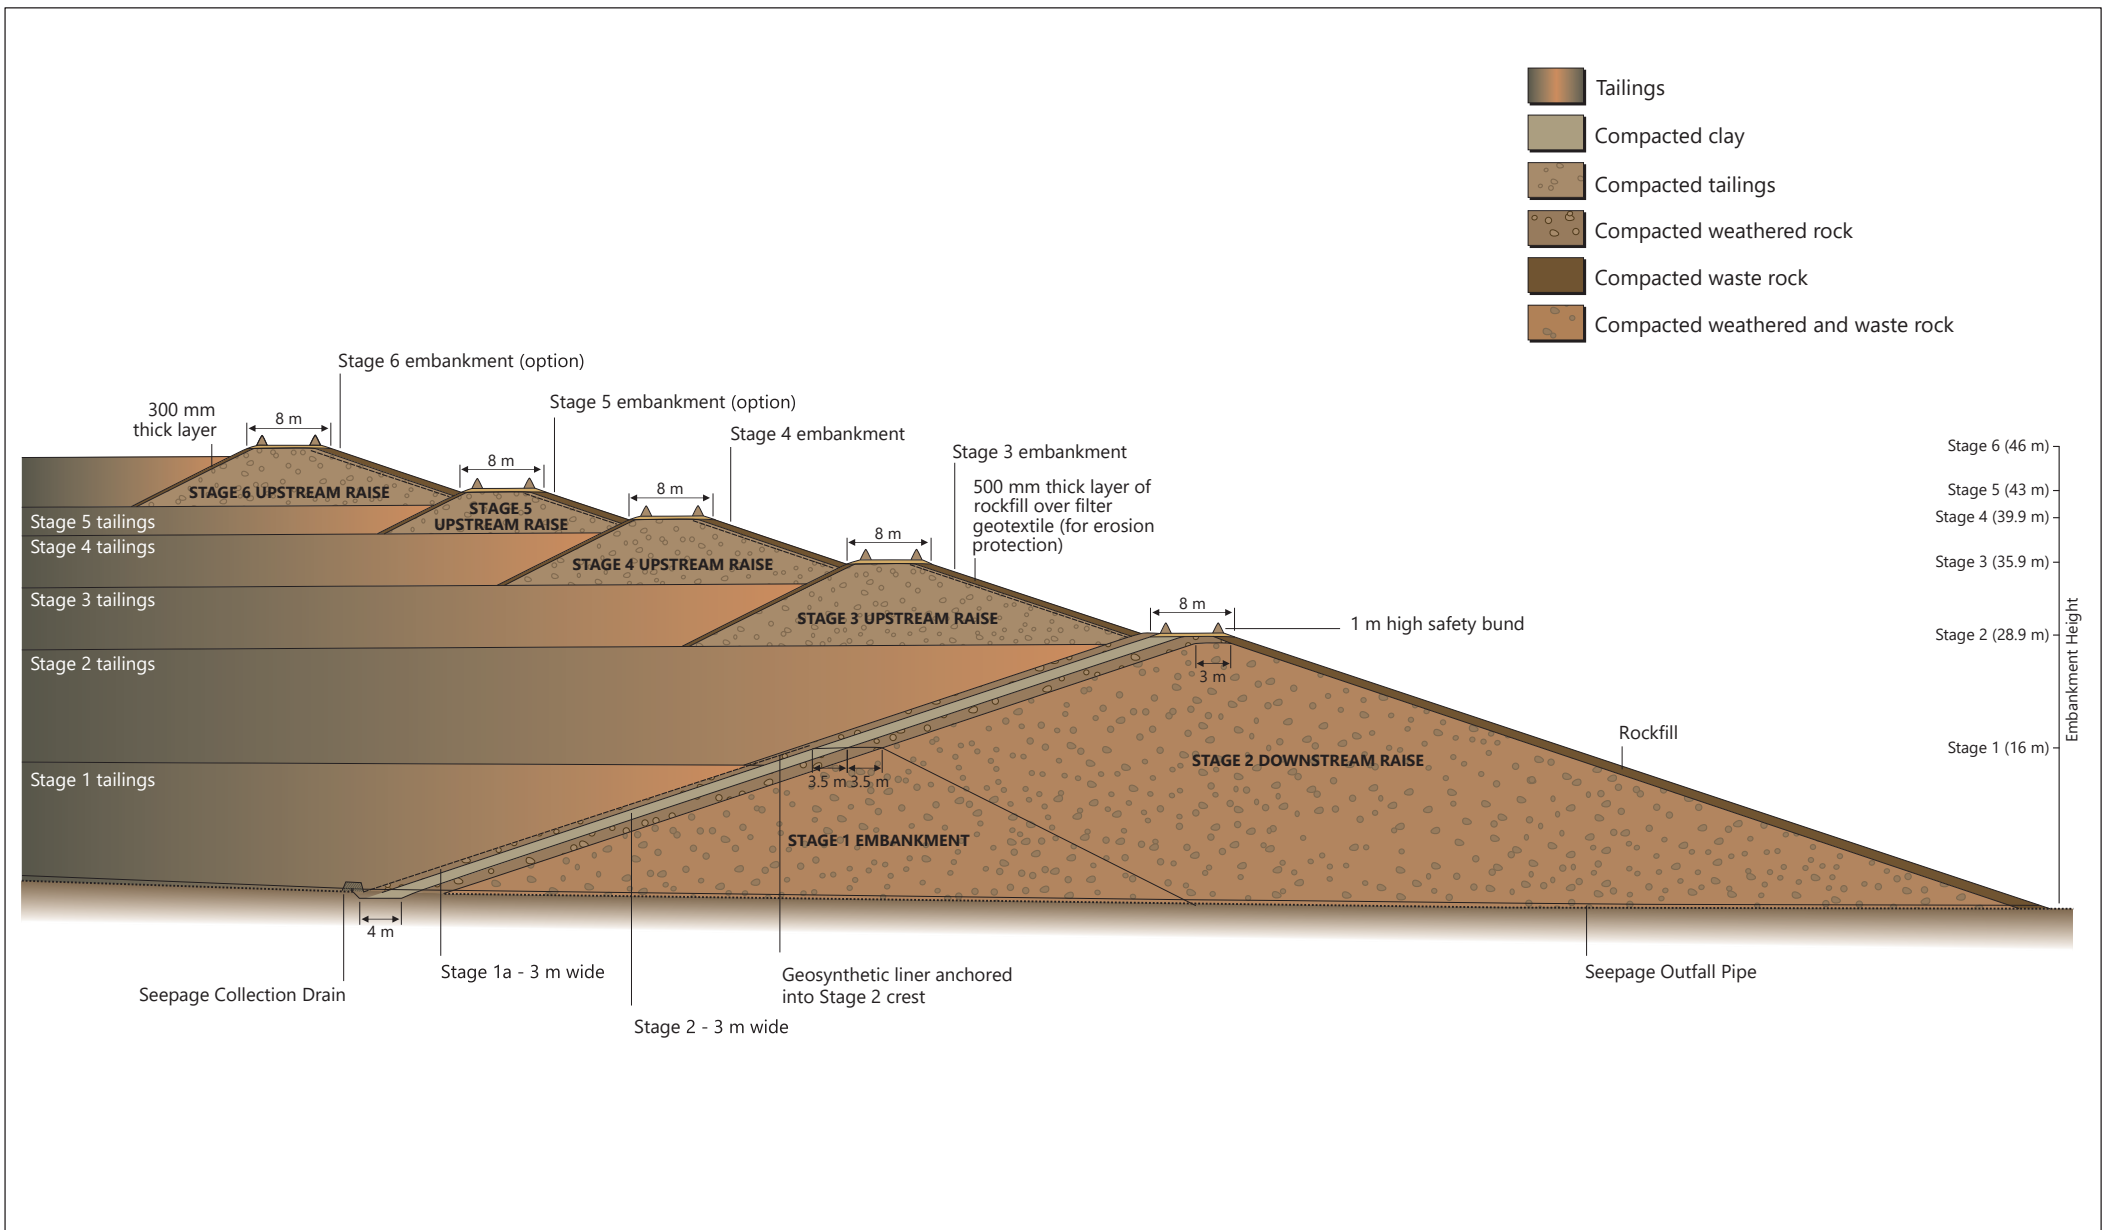 Tailings
Compacted clay
Compacted tailings
Compacted weathered rock
Compacted waste rock
Compacted weathered and waste rock
Stage 6 embankment (option)
300 mm
thick layer
8 m
Stage 5 embankment (option)
8 m
Stage 4 embankment
8 m
Stage 3 embankment
8 m
500 mm thick layer of
rockfill over filter
geotextile (for erosion
protection)
8 m
1 m high safety bund
3 m
STAGE 6 UPSTREAM RAISE
STAGE 5
UPSTREAM RAISE
STAGE 4 UPSTREAM RAISE
STAGE 3 UPSTREAM RAISE
STAGE 2 DOWNSTREAM RAISE
STAGE 1 EMBANKMENT
Stage 5 tailings
Stage 4 tailings
Stage 3 tailings
Stage 2 tailings
Stage 1 tailings
3.5 m
3.5 m
Rockfill
Stage 6 (46 m)
Stage 5 (43 m)
Stage 4 (39.9 m)
Stage 3 (35.9 m)
Stage 2 (28.9 m)
Stage 1 (16 m)
Embankment Height
4 m
Seepage Collection Drain
Stage 1a - 3 m wide
Stage 2 - 3 m wide
Geosynthetic liner anchored
into Stage 2 crest
Seepage Outfall Pipe